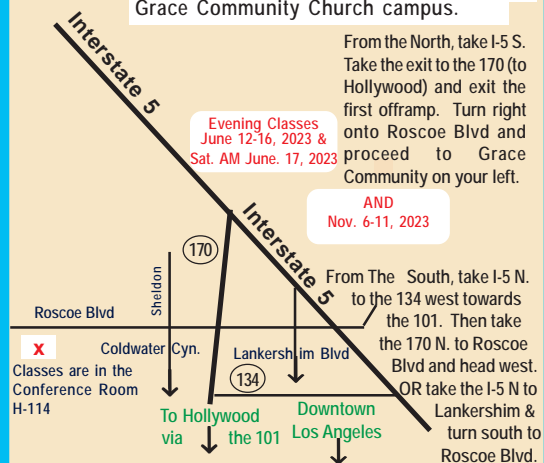 Grace Community Church campus.
Interstate 5
From the North, take I-5 S.
Take the exit to the 170 (to
Hollywood) and exit the
first offramp. Turn right
onto Roscoe Blvd and
proceed to Grace
Community on your left.
Evening Classes
June 12-16, 2023 &
Sat. AM June. 17, 2023
AND
Nov. 6-11, 2023
Interstate 5
170
Sheldon
From The South, take I-5 N.
to the 134 west towards
the 101. Then take
the 170 N. to Roscoe
Blvd and head west.
OR take the I-5 N to
Lankershim &
turn south to
Roscoe Blvd.
Roscoe Blvd
x
Coldwater Cyn.
Lankershim Blvd
Classes are in the
Conference Room
H-114
134
To Hollywood
via the 101
Downtown
Los Angeles